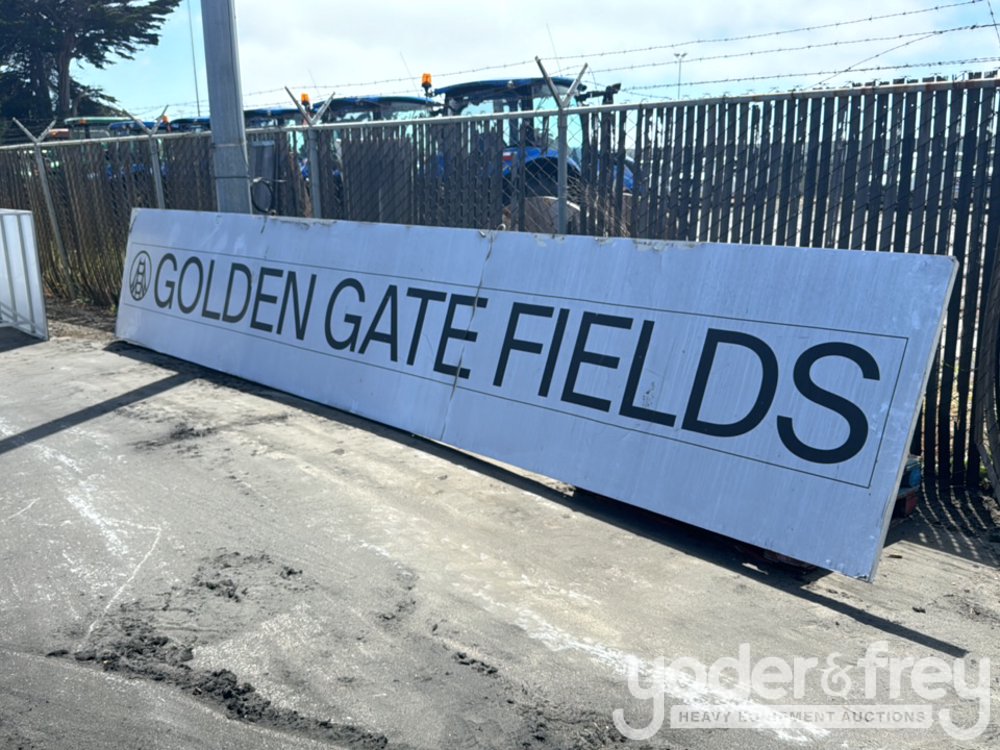 GOLDEN GATE FIELDS
yoder&frey
HEAVY EQUIPMENT AUCTIONS